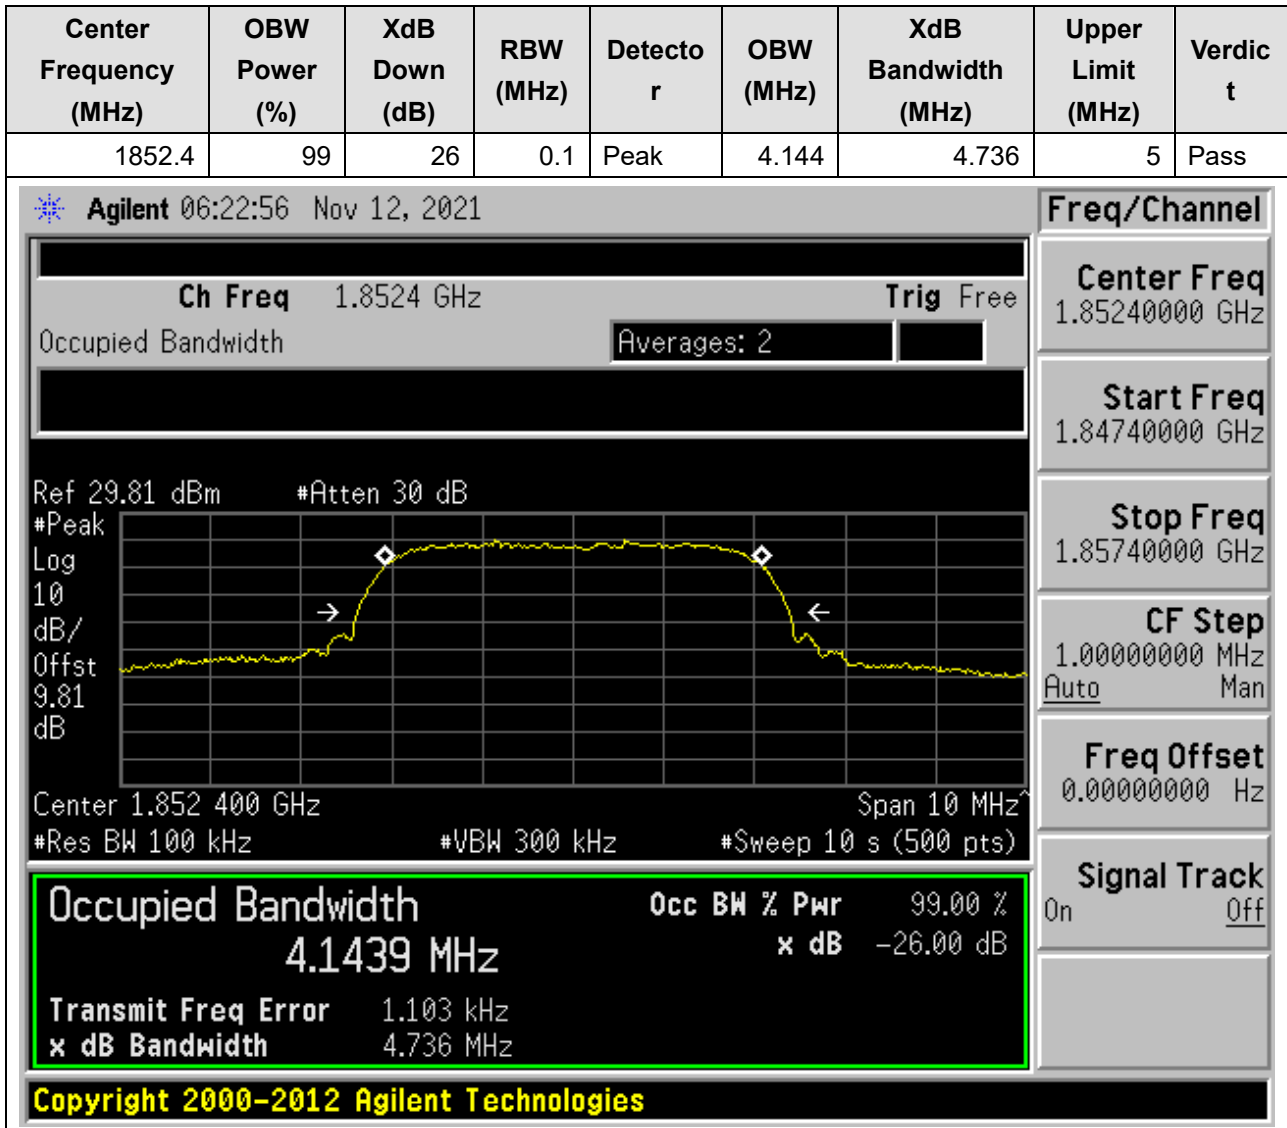 Center Frequency (MHz) OBW Power (%) XdB Down (dB) RBW (MHz) Detecto r OBW (MHz) XdB Bandwidth (MHz) Upper Limit (MHz) Verdic t
1852.4 99 26 0.1 Peak 4.144 4.736 5 Pass
Agilent 06:22:56 Nov 12, 2021
Freq/Channel
Ch Freq 1.8524 GHz Trig Free
Occupied Bandwidth Averages: 2
Center Freq
1.85240000 GHz
Start Freq
1.84740000 GHz
Stop Freq
1.85740000 GHz
CF Step
1.00000000 MHz
Auto Man
Freq Offset
0.00000000 Hz
Signal Track
On Off
Ref 29.81 dBm #Atten 30 dB
#Peak
Log
10
dB/
Offst
9.81
dB
Center 1.852 400 GHz Span 10 MHz^
#Res BW 100 kHz #VBW 300 kHz #Sweep 10 s (500 pts)
Occupied Bandwidth
4.1439 MHz
Occ BW % Pwr 99.00 %
x dB -26.00 dB
Transmit Freq Error 1.103 kHz
x dB Bandwidth 4.736 MHz
Copyright 2000-2012 Agilent Technologies